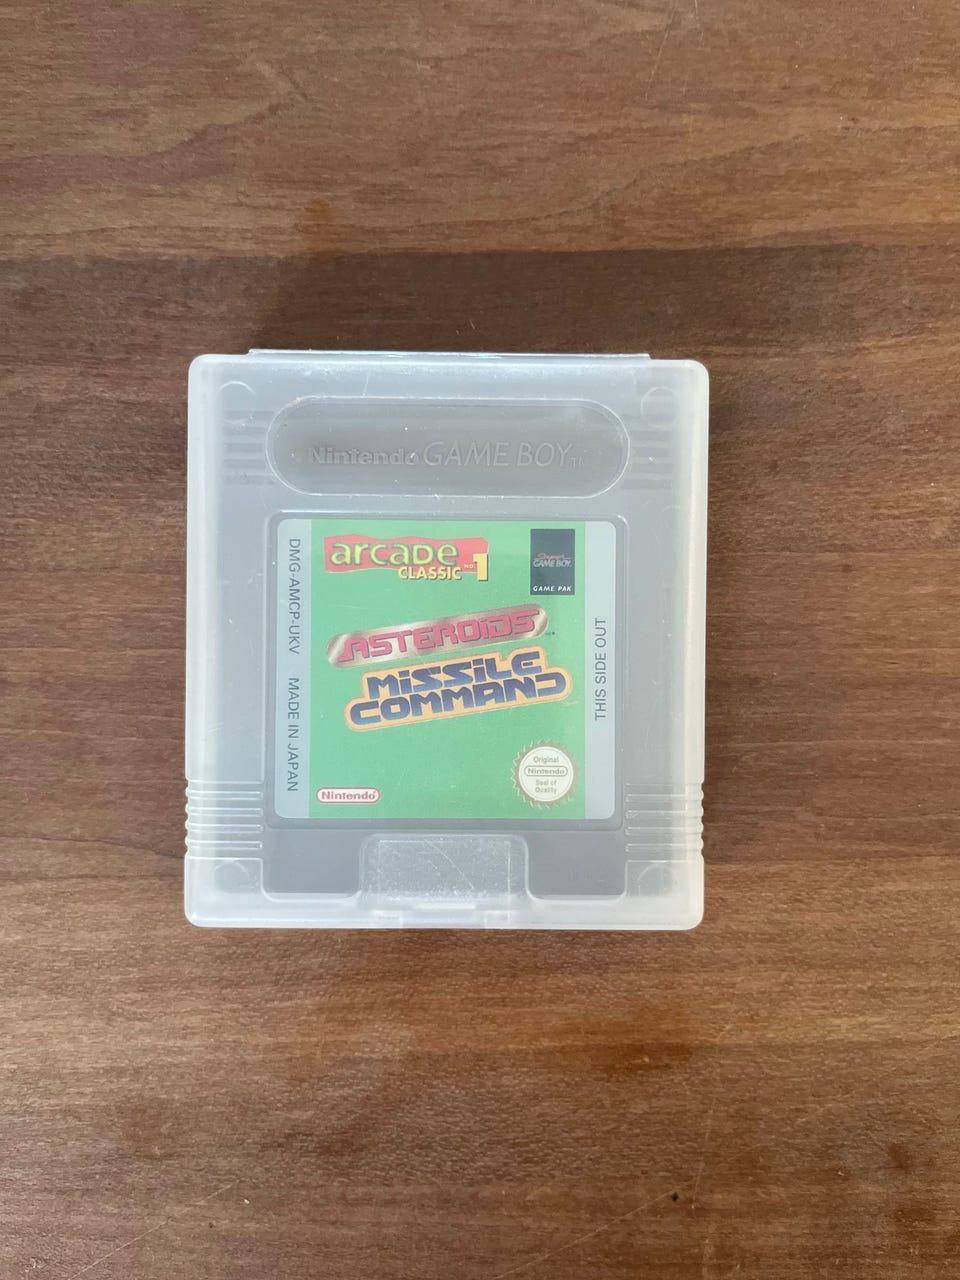 Nintendo GAME BOY TM
DMG-AMCP-UKV MADE IN JAPAN
arcade
CLASSIC NO. 1
Super
GAME BOY
GAME PAK
ASTEROIDS
MISSILE
COMMAND
THIS SIDE OUT
Nintendo
Original
Nintendo
Seal of
Quality